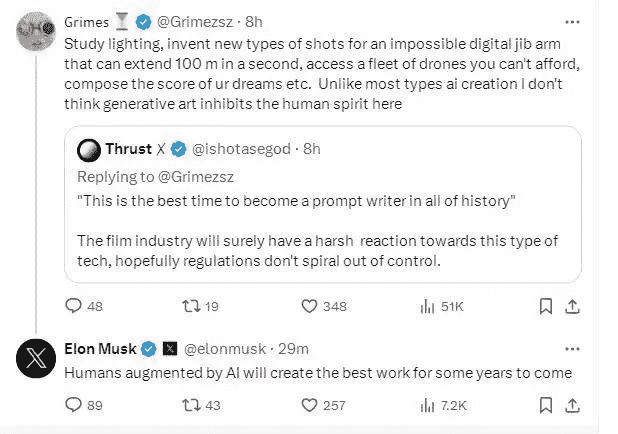 Grimes ⏳ @Grimezsz · 8h
Study lighting, invent new types of shots for an impossible digital jib arm
that can extend 100 m in a second, access a fleet of drones you can't afford,
compose the score of ur dreams etc. Unlike most types ai creation I don't
think generative art inhibits the human spirit here
Thrust X @ishotasegod · 8h
Replying to @Grimezsz
"This is the best time to become a prompt writer in all of history"
The film industry will surely have a harsh reaction towards this type of
tech, hopefully regulations don't spiral out of control.
48 19 348 51K
Elon Musk X @elonmusk · 29m
Humans augmented by AI will create the best work for some years to come
89 43 257 7.2K